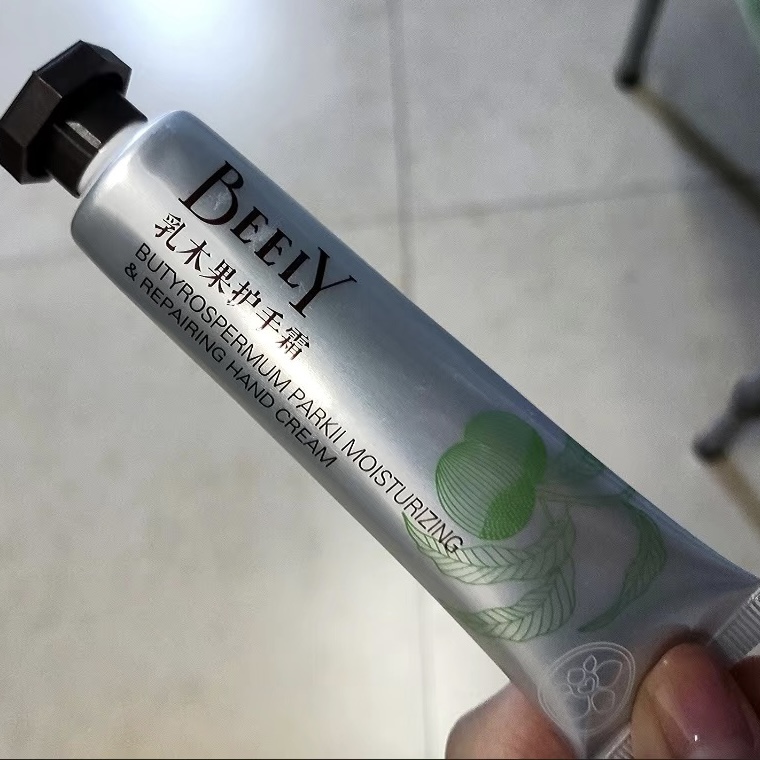 BEELY
乳木果护手霜
BUTYROSPERMUM PARKII MOISTURIZING
& REPAIRING HAND CREAM